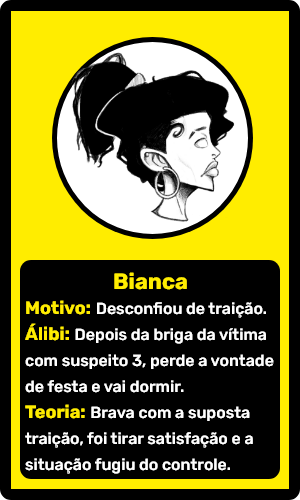 Bianca
Motivo: Desconfiou de traição.
Álibi: Depois da briga da vítima
com suspeito 3, perde a vontade
de festa e vai dormir.
Teoria: Brava com a suposta
traição, foi tirar satisfação e a
situação fugiu do controle.